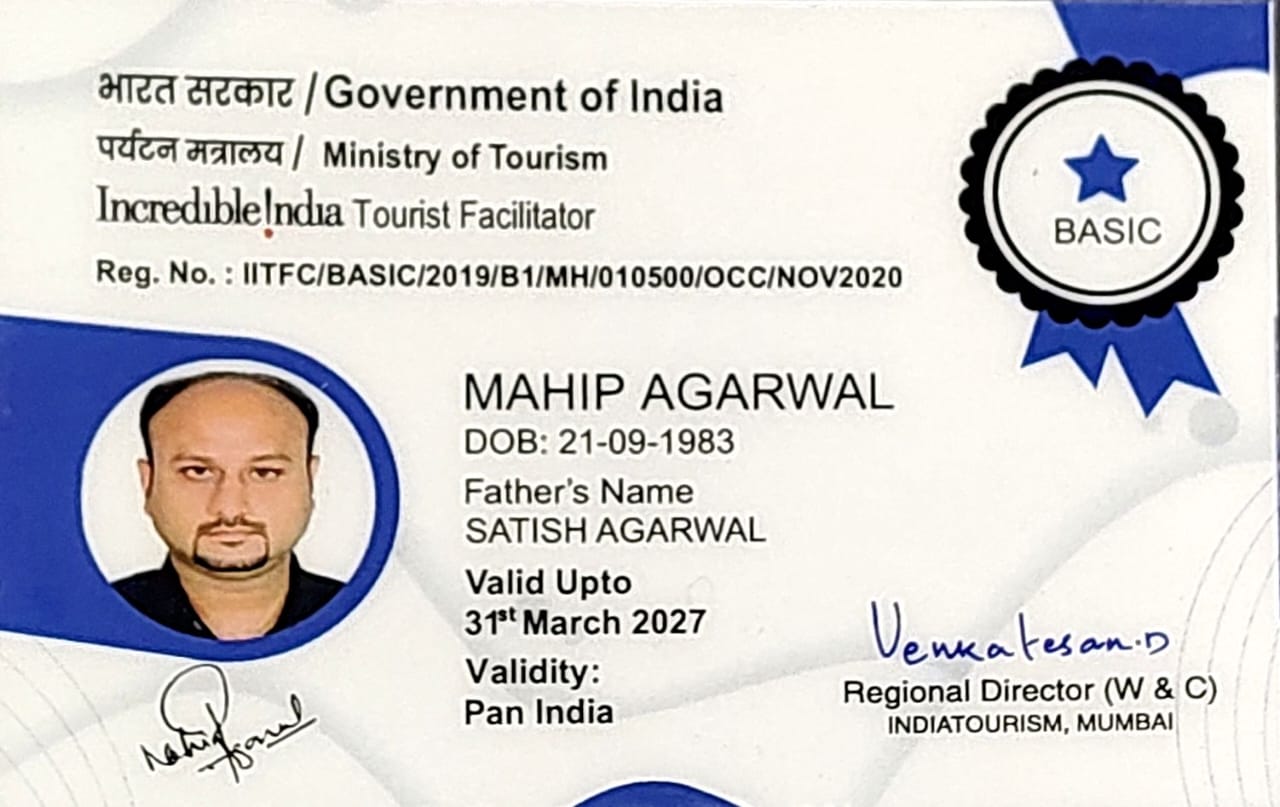 भारत सरकार / Government of India
पर्यटन मत्रालय / Ministry of Tourism
Incredible!ndia Tourist Facilitator
Reg. No. : IITFC/BASIC/2019/B1/MH/010500/OCC/NOV2020
BASIC
MAHIP AGARWAL
DOB: 21-09-1983
Father's Name
SATISH AGARWAL
Valid Upto
31st March 2027
Validity:
Pan India
Venkatesan.D
Regional Director (W & C)
INDIATOURISM, MUMBAI